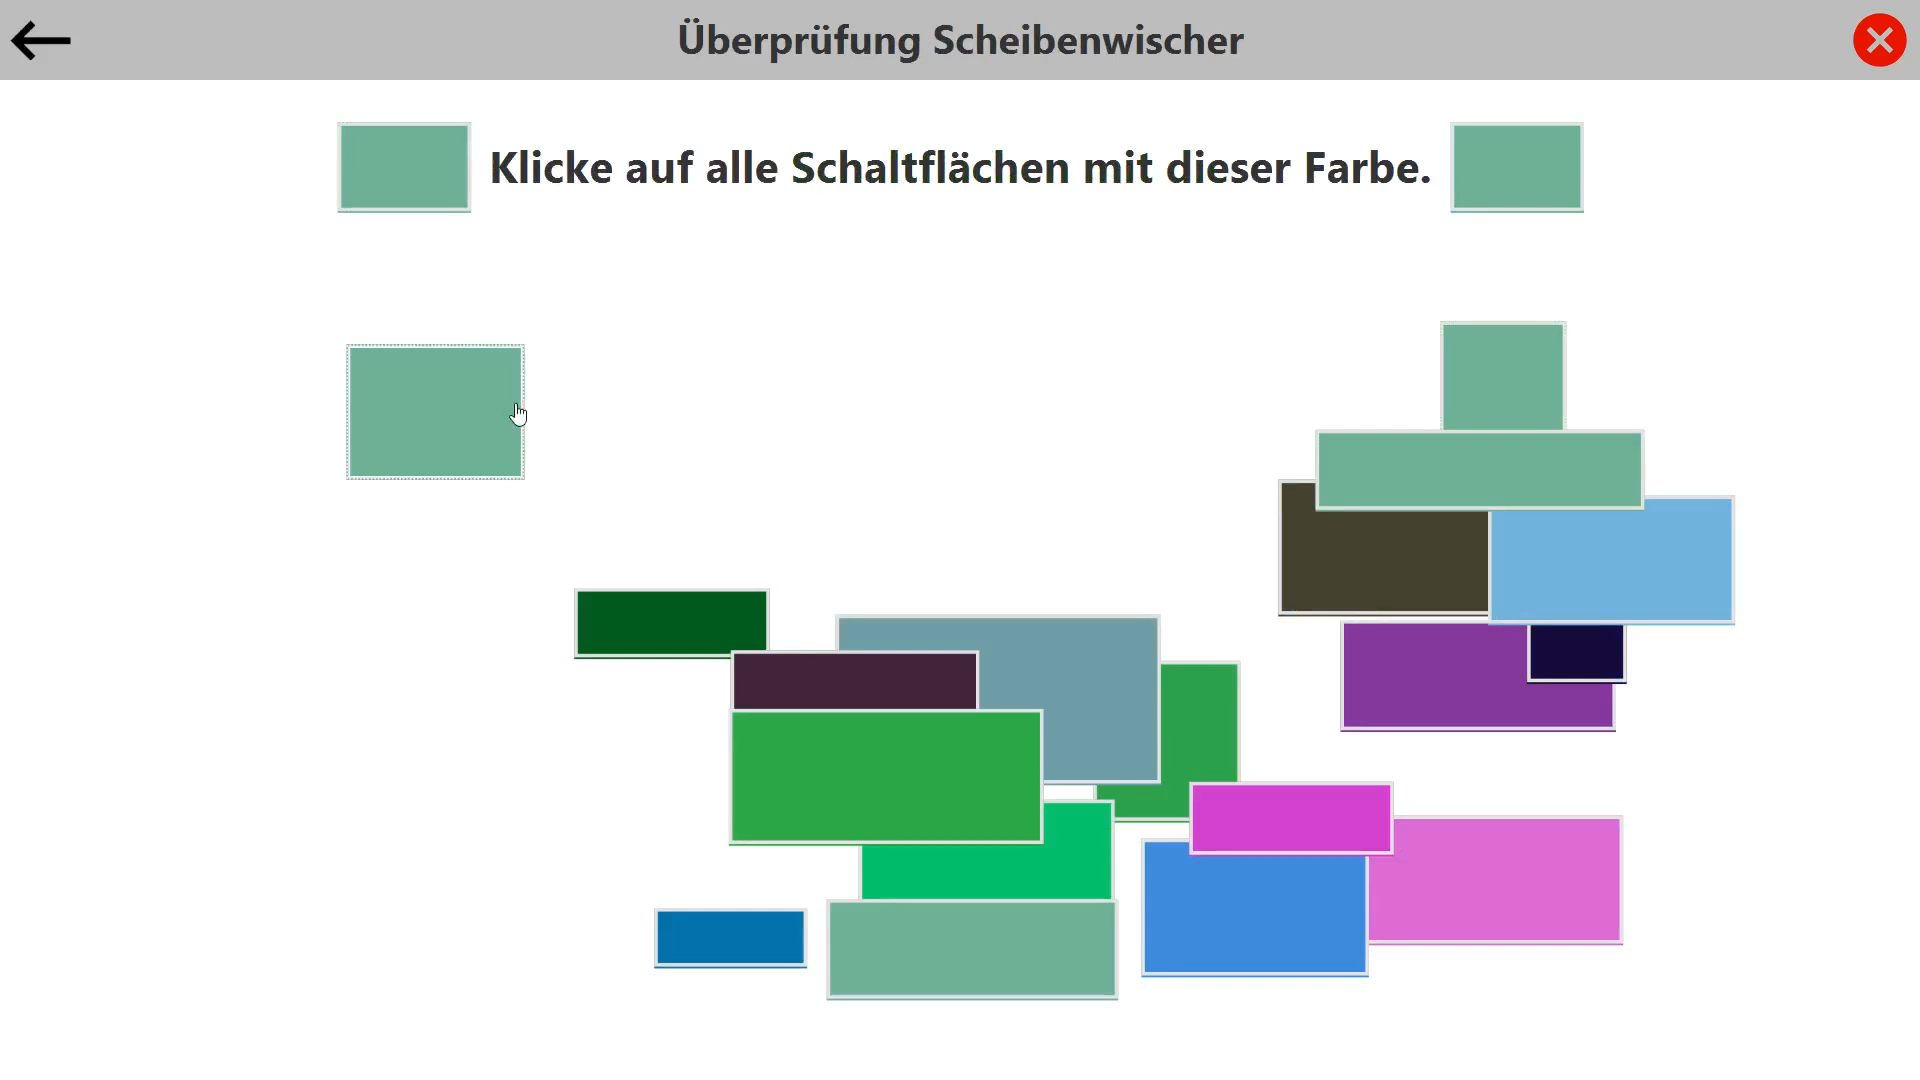 Überprüfung Scheibenwischer
Klicke auf alle Schaltflächen mit dieser Farbe.